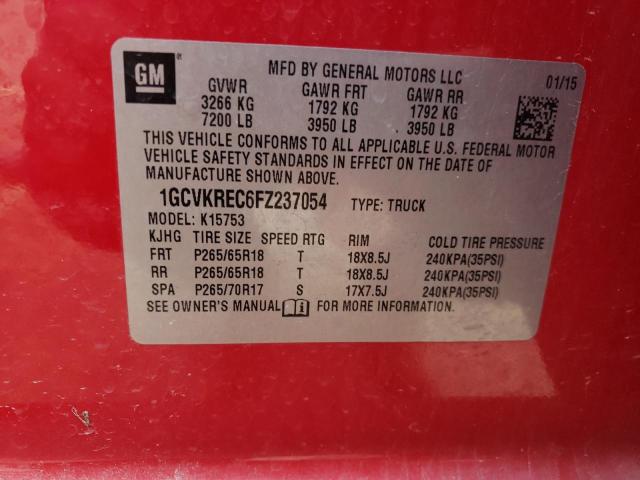 GM
MFD BY GENERAL MOTORS LLC 01/15
GVWR GAWR FRT GAWR RR
3266 KG 1792 KG 1792 KG
7200 LB 3950 LB 3950 LB
THIS VEHICLE CONFORMS TO ALL APPLICABLE U.S. FEDERAL MOTOR
VEHICLE SAFETY STANDARDS IN EFFECT ON THE DATE OF
MANUFACTURE SHOWN ABOVE.
1GCVKREC6FZ237054 TYPE: TRUCK
MODEL: K15753
KJHG TIRE SIZE SPEED RTG RIM COLD TIRE PRESSURE
FRT P265/65R18 T 18X8.5J 240KPA(35PSI)
RR P265/65R18 T 18X8.5J 240KPA(35PSI)
SPA P265/70R17 S 17X7.5J 240KPA(35PSI)
SEE OWNER'S MANUAL i FOR MORE INFORMATION.